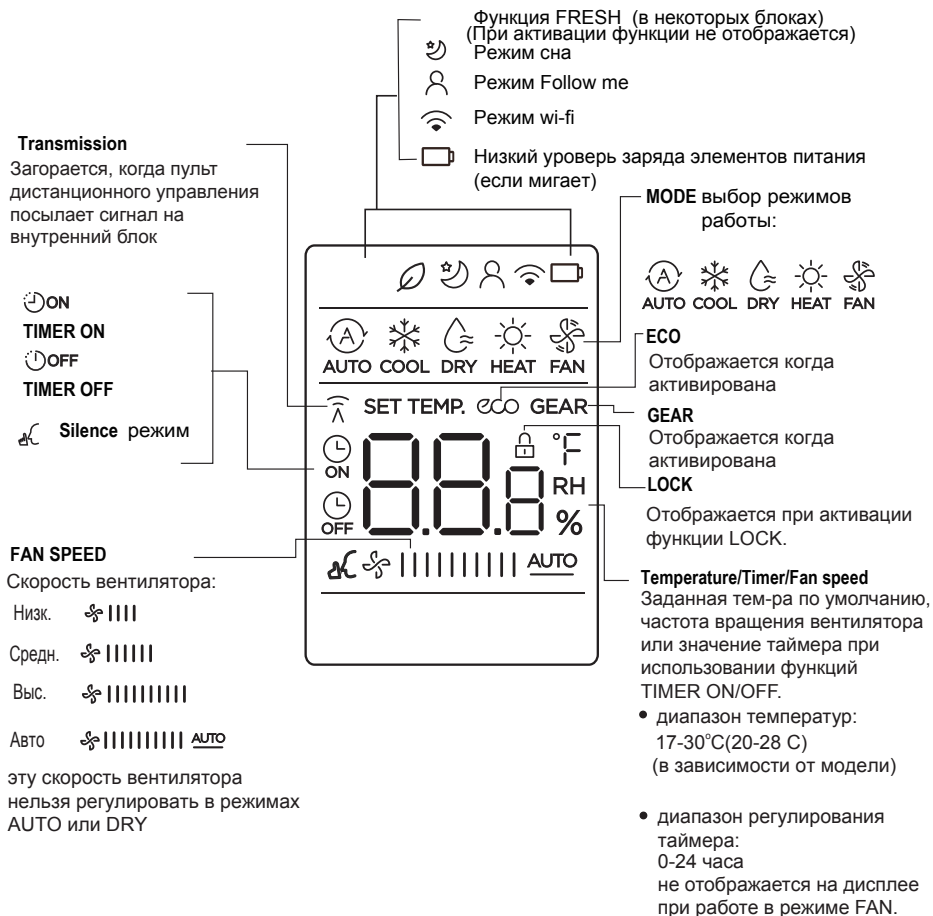 Функция FRESH (в некоторых блоках)
(При активации функции не отображается)
Режим сна
Режим Follow me
Режим wi-fi
Низкий уроверь заряда элементов питания
(если мигает)
Transmission
Загорается, когда пульт
дистанционного управления
посылает сигнал на
внутренний блок
ON
TIMER ON
OFF
TIMER OFF
Silence режим
FAN SPEED
Скорость вентилятора:
Низк.
Средн.
Выс.
Авто AUTO
эту скорость вентилятора
нельзя регулировать в режимах
AUTO или DRY
A
AUTO COOL DRY HEAT FAN
SET TEMP. eco GEAR
ON
OFF
88.8
°F
RH
%
AUTO
MODE выбор режимов
работы:
A
AUTO COOL DRY HEAT FAN
ECO
Отображается когда
активирована
GEAR
Отображается когда
активирована
LOCK
Отображается при активации
функции LOCK.
Temperature/Timer/Fan speed
Заданная тем-ра по умолчанию,
частота вращения вентилятора
или значение таймера при
использовании функций
TIMER ON/OFF.
• диапазон температур:
17-30°C(20-28 C)
(в зависимости от модели)
• диапазон регулирования
таймера:
0-24 часа
не отображается на дисплее
при работе в режиме FAN.